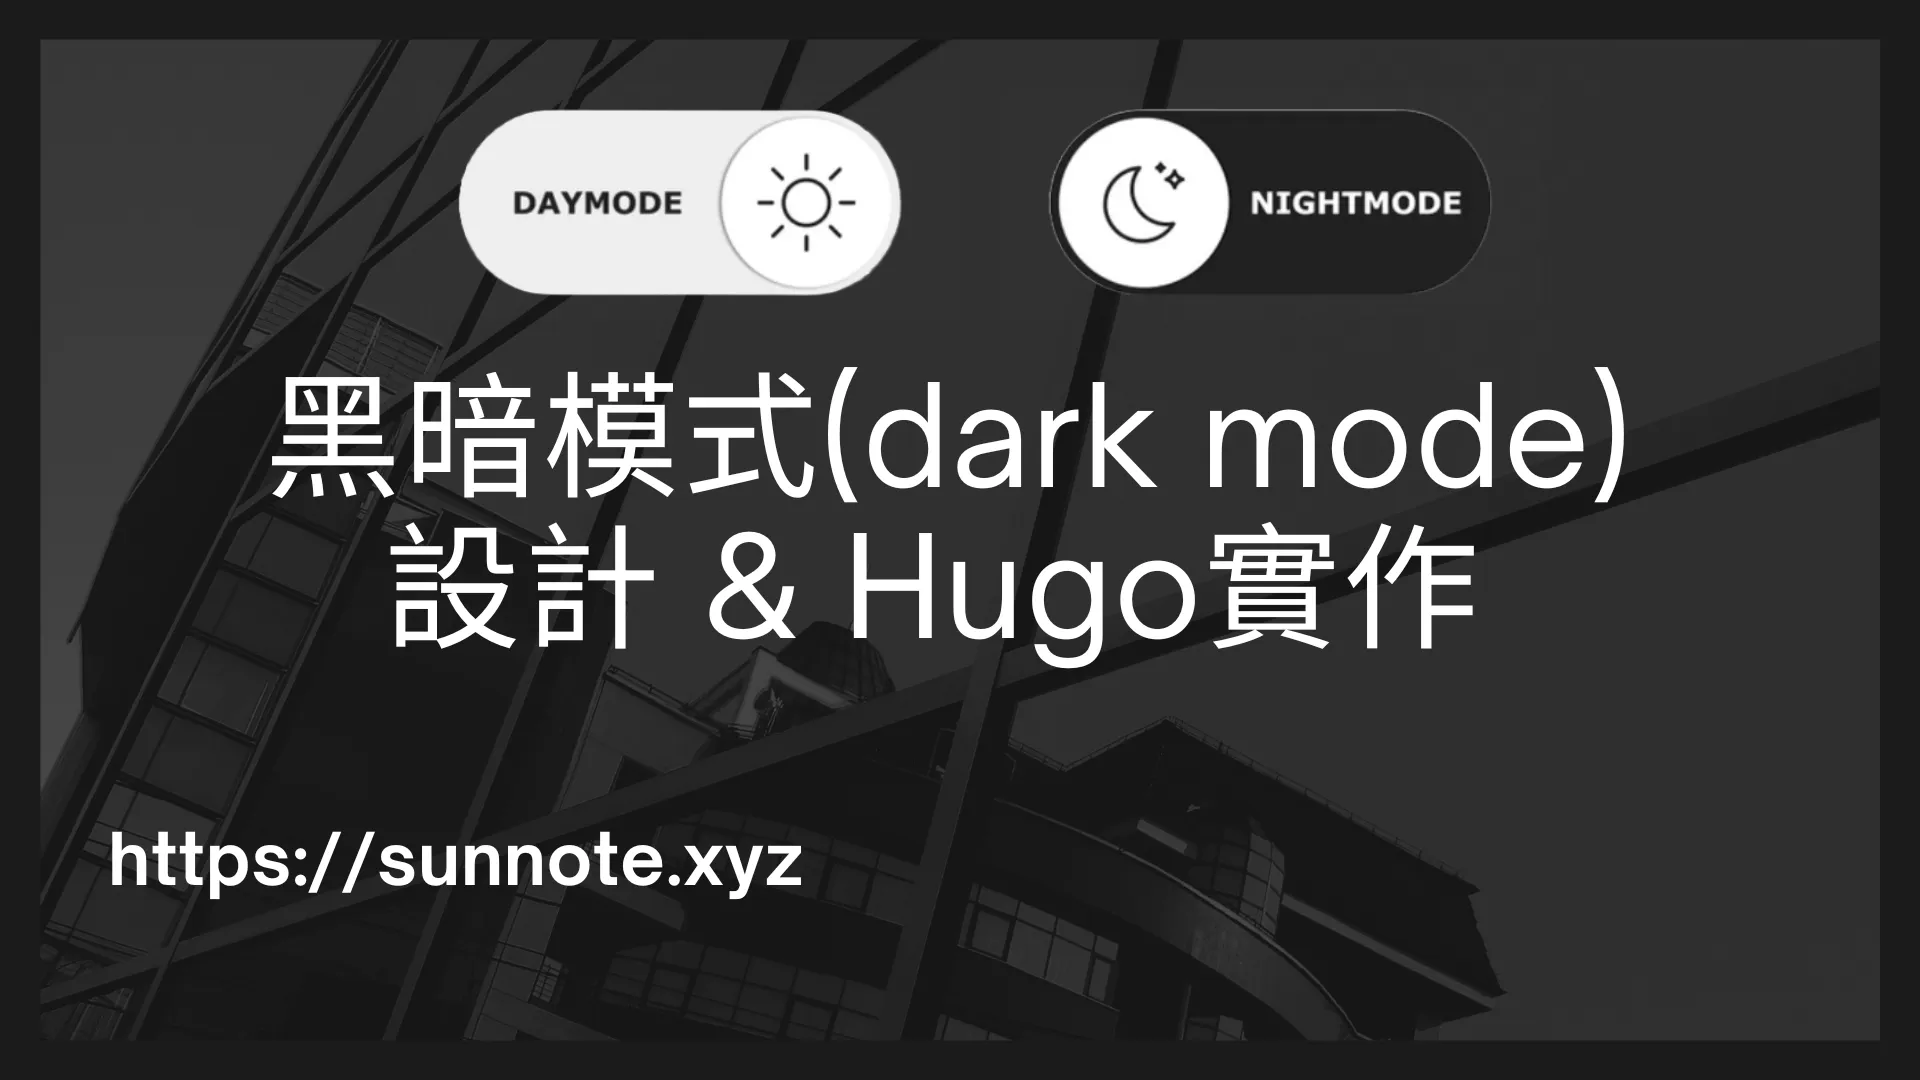 DAYMODE
NIGHTMODE
黑暗模式(dark mode)
設計 & Hugo實作
https://sunnote.xyz